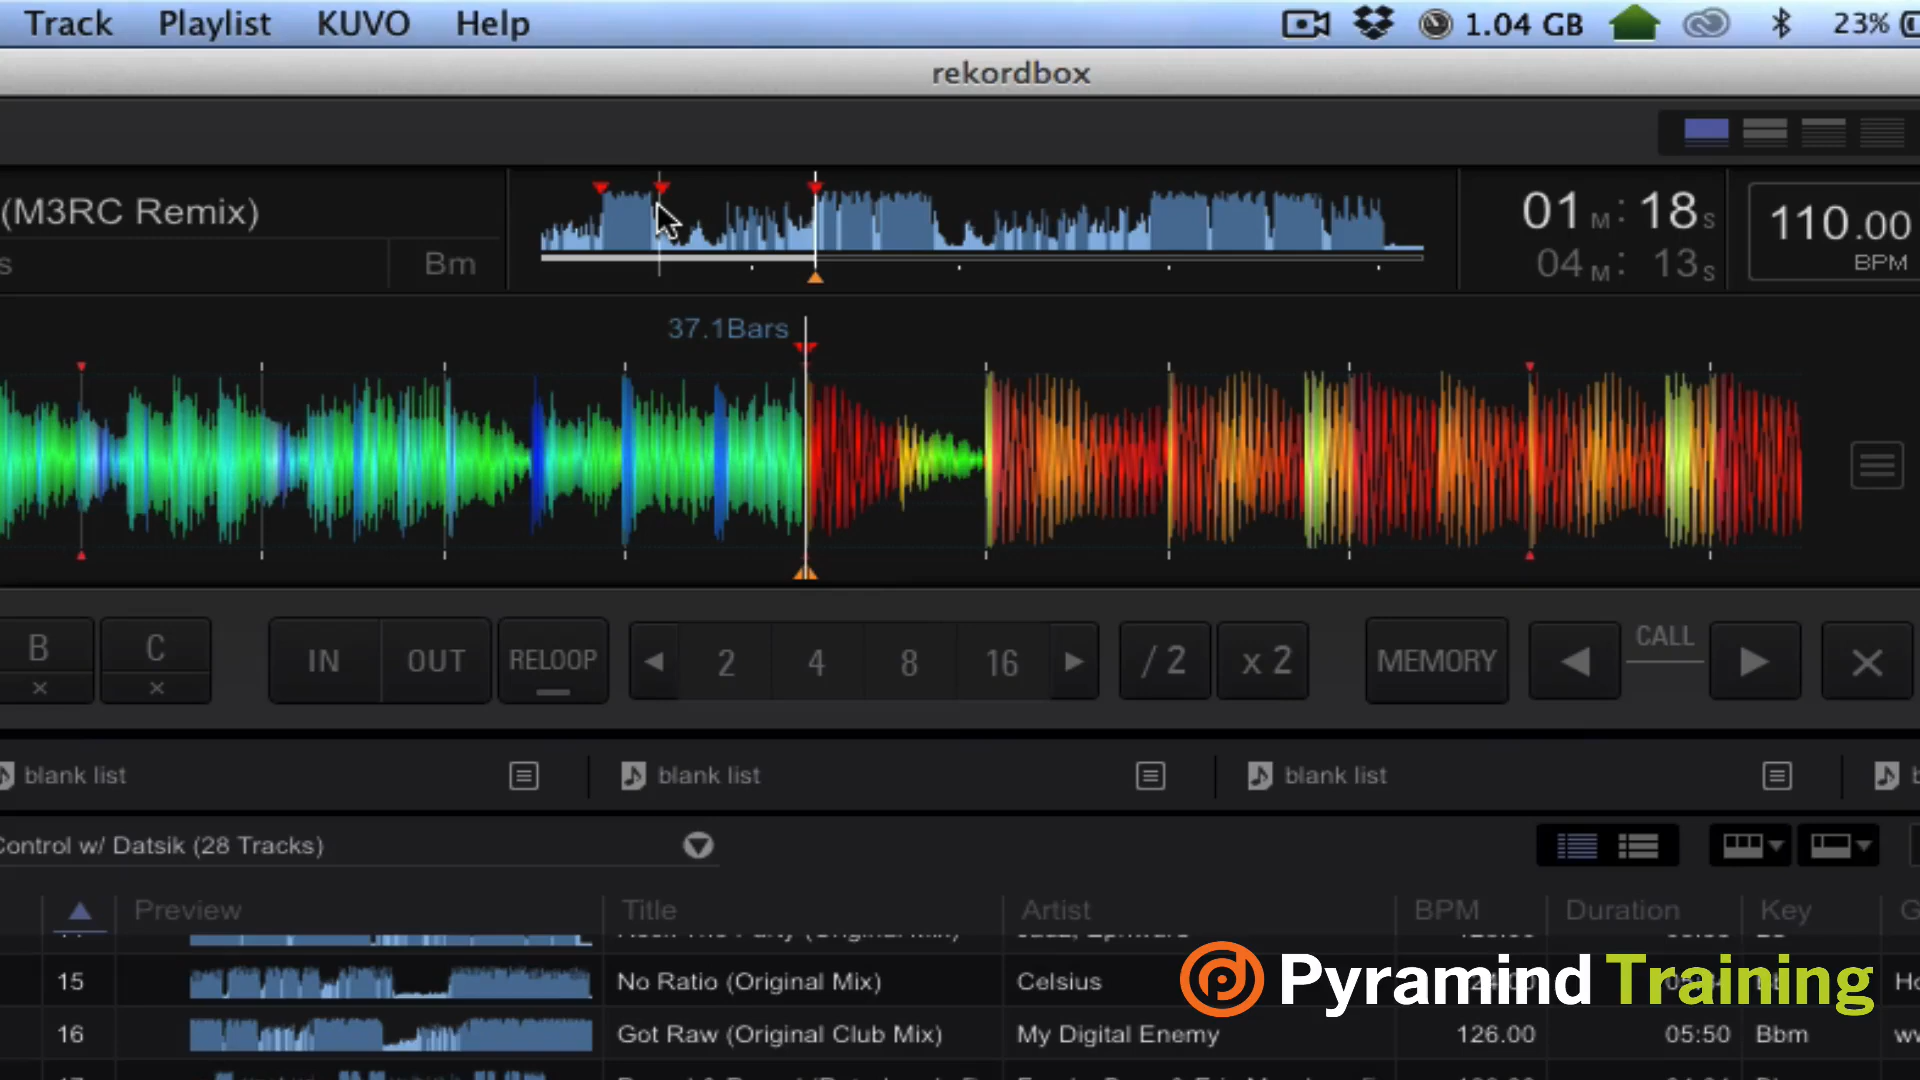 Track Playlist KUVO Help 1.04 GB 23%
rekordbox
(M3RC Remix)
01 M: 18 S
110.00
BPM
s Bm
04 M: 13 S
37.1Bars
B C
IN OUT RELOOP 2 4 8 16 / 2 x 2 MEMORY CALL
blank list blank list blank list
Control w/ Datsik (28 Tracks)
Preview Title Artist BPM Duration Key
15 No Ratio (Original Mix) Celsius
Pyramind Training
16 Got Raw (Original Club Mix) My Digital Enemy 126.00 05:50 Bbm